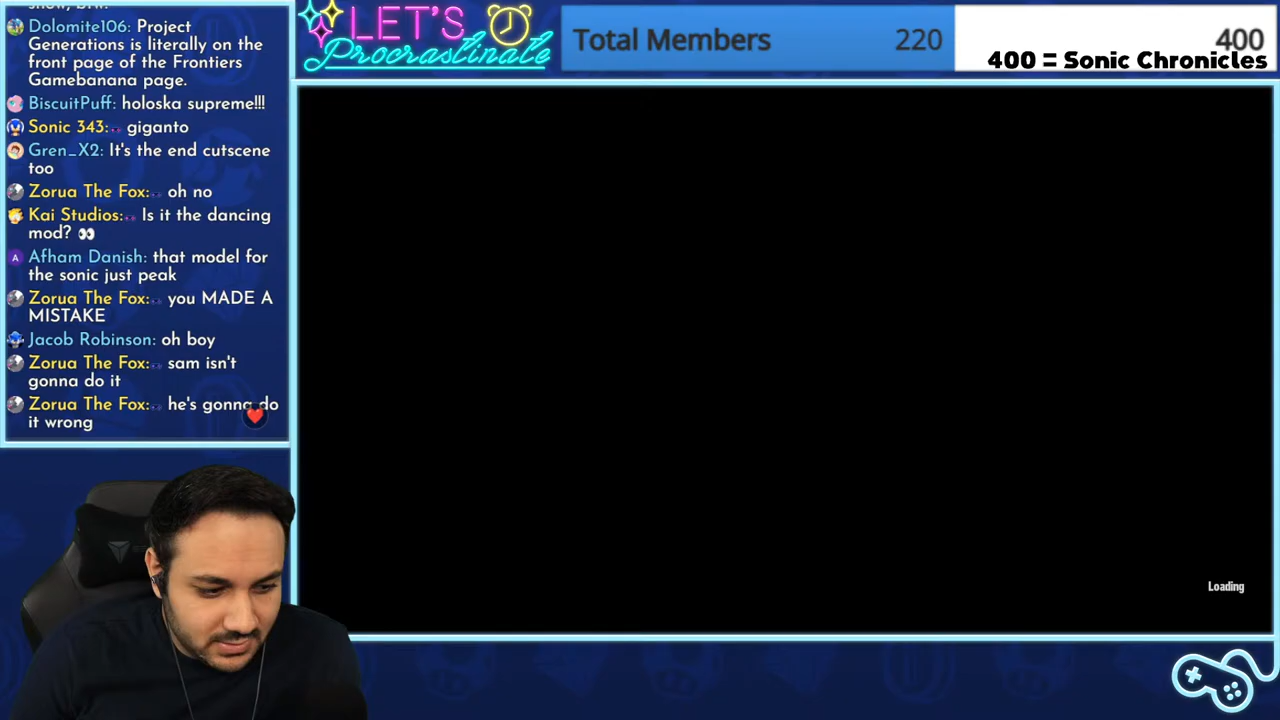 Dolomite106: Project
Generations is literally on the
front page of the Frontiers
Gamebanana page.
BiscuitPuff: holoska supreme!!!
Sonic 343: giganto
Gren_X2: It's the end cutscene
too
Zorua The Fox: oh no
Kai Studios: Is it the dancing
mod? 👀
A Afham Danish: that model for
the sonic just peak
Zorua The Fox: you MADE A
MISTAKE
Jacob Robinson: oh boy
Zorua The Fox: sam isn't
gonna do it
Zorua The Fox: he's gonna do
it wrong
LET'S
Procrastinate
Total Members 220 400
400 = Sonic Chronicles
Loading